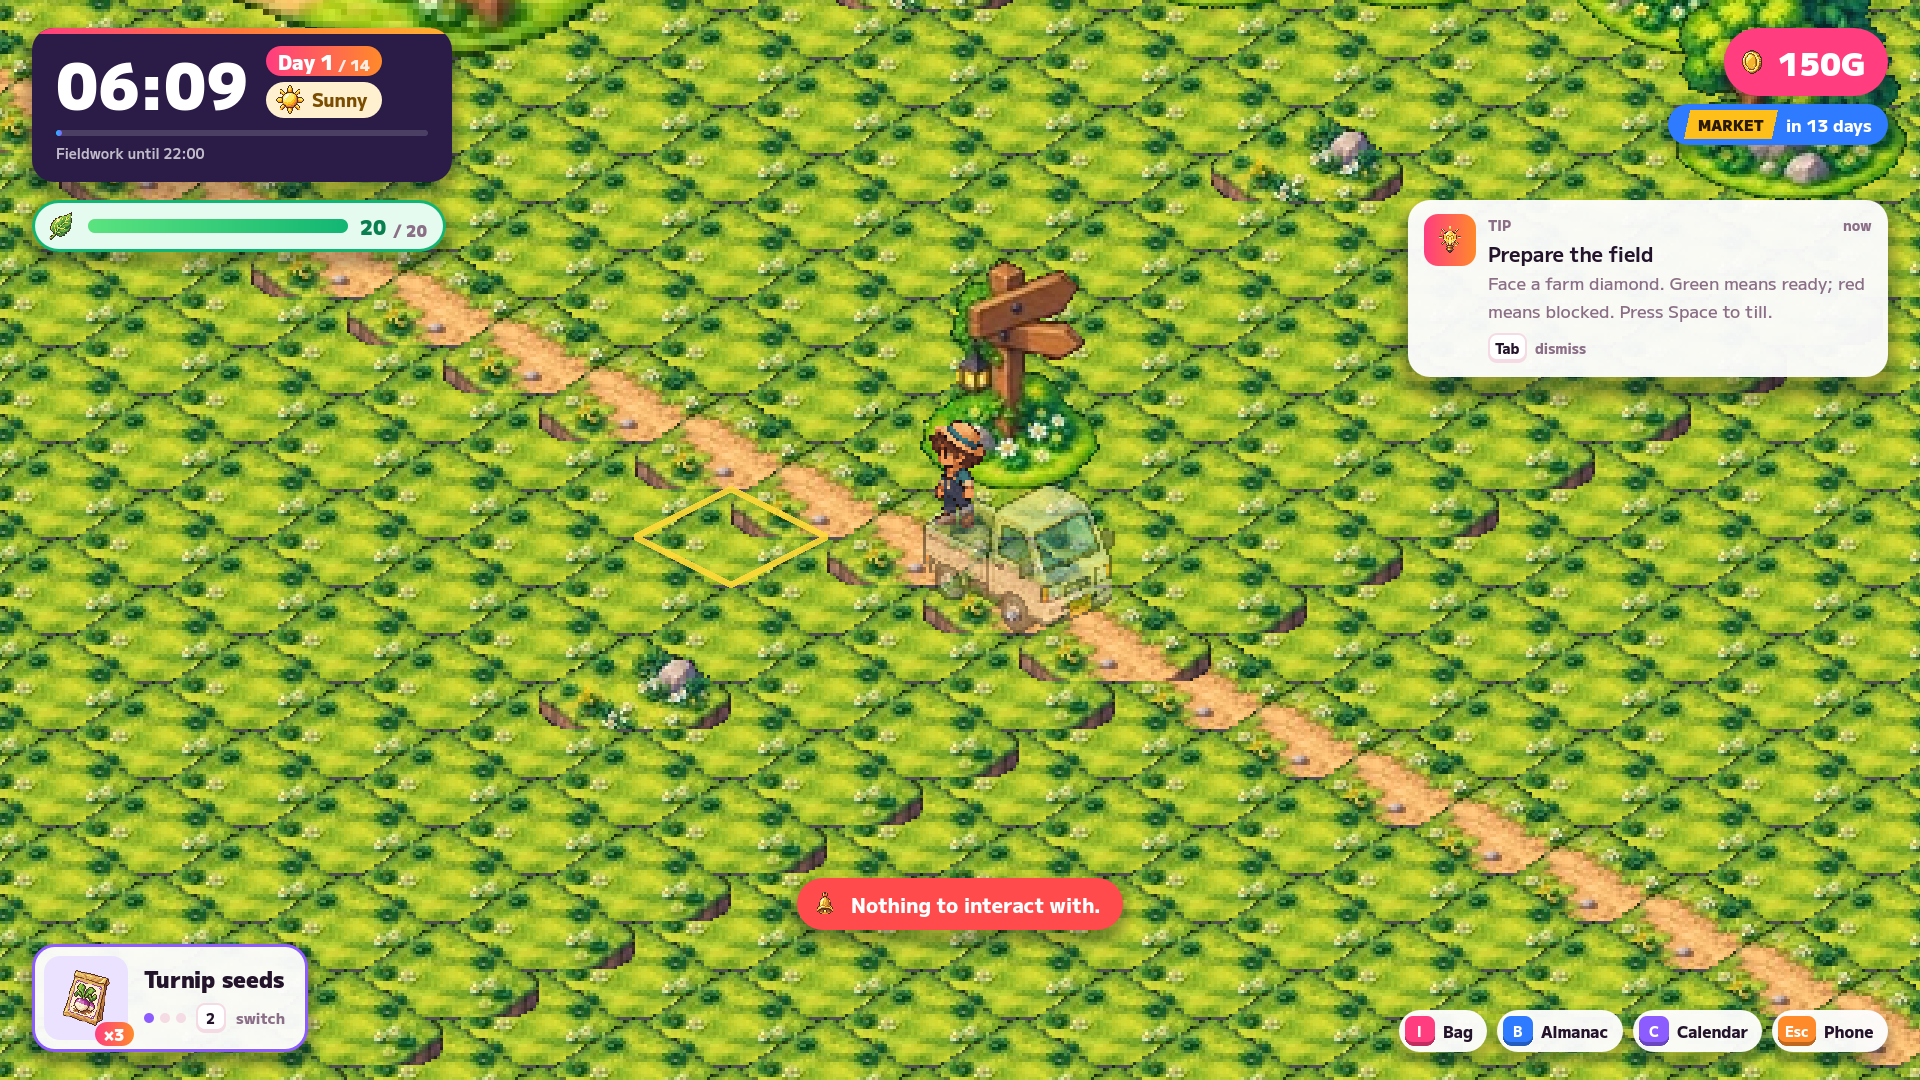 06:09
Day 1 / 14
Sunny
Fieldwork until 22:00
20 / 20
150G
MARKET in 13 days
TIP now
Prepare the field
Face a farm diamond. Green means ready; red
means blocked. Press Space to till.
Tab dismiss
Nothing to interact with.
Turnip seeds
x3
2 switch
I Bag
B Almanac
C Calendar
Esc Phone